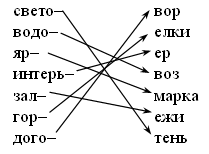 свето– вор
водо– елки
яр– ер
интерь– воз
зал– марка
гор– ежи
дого– тень